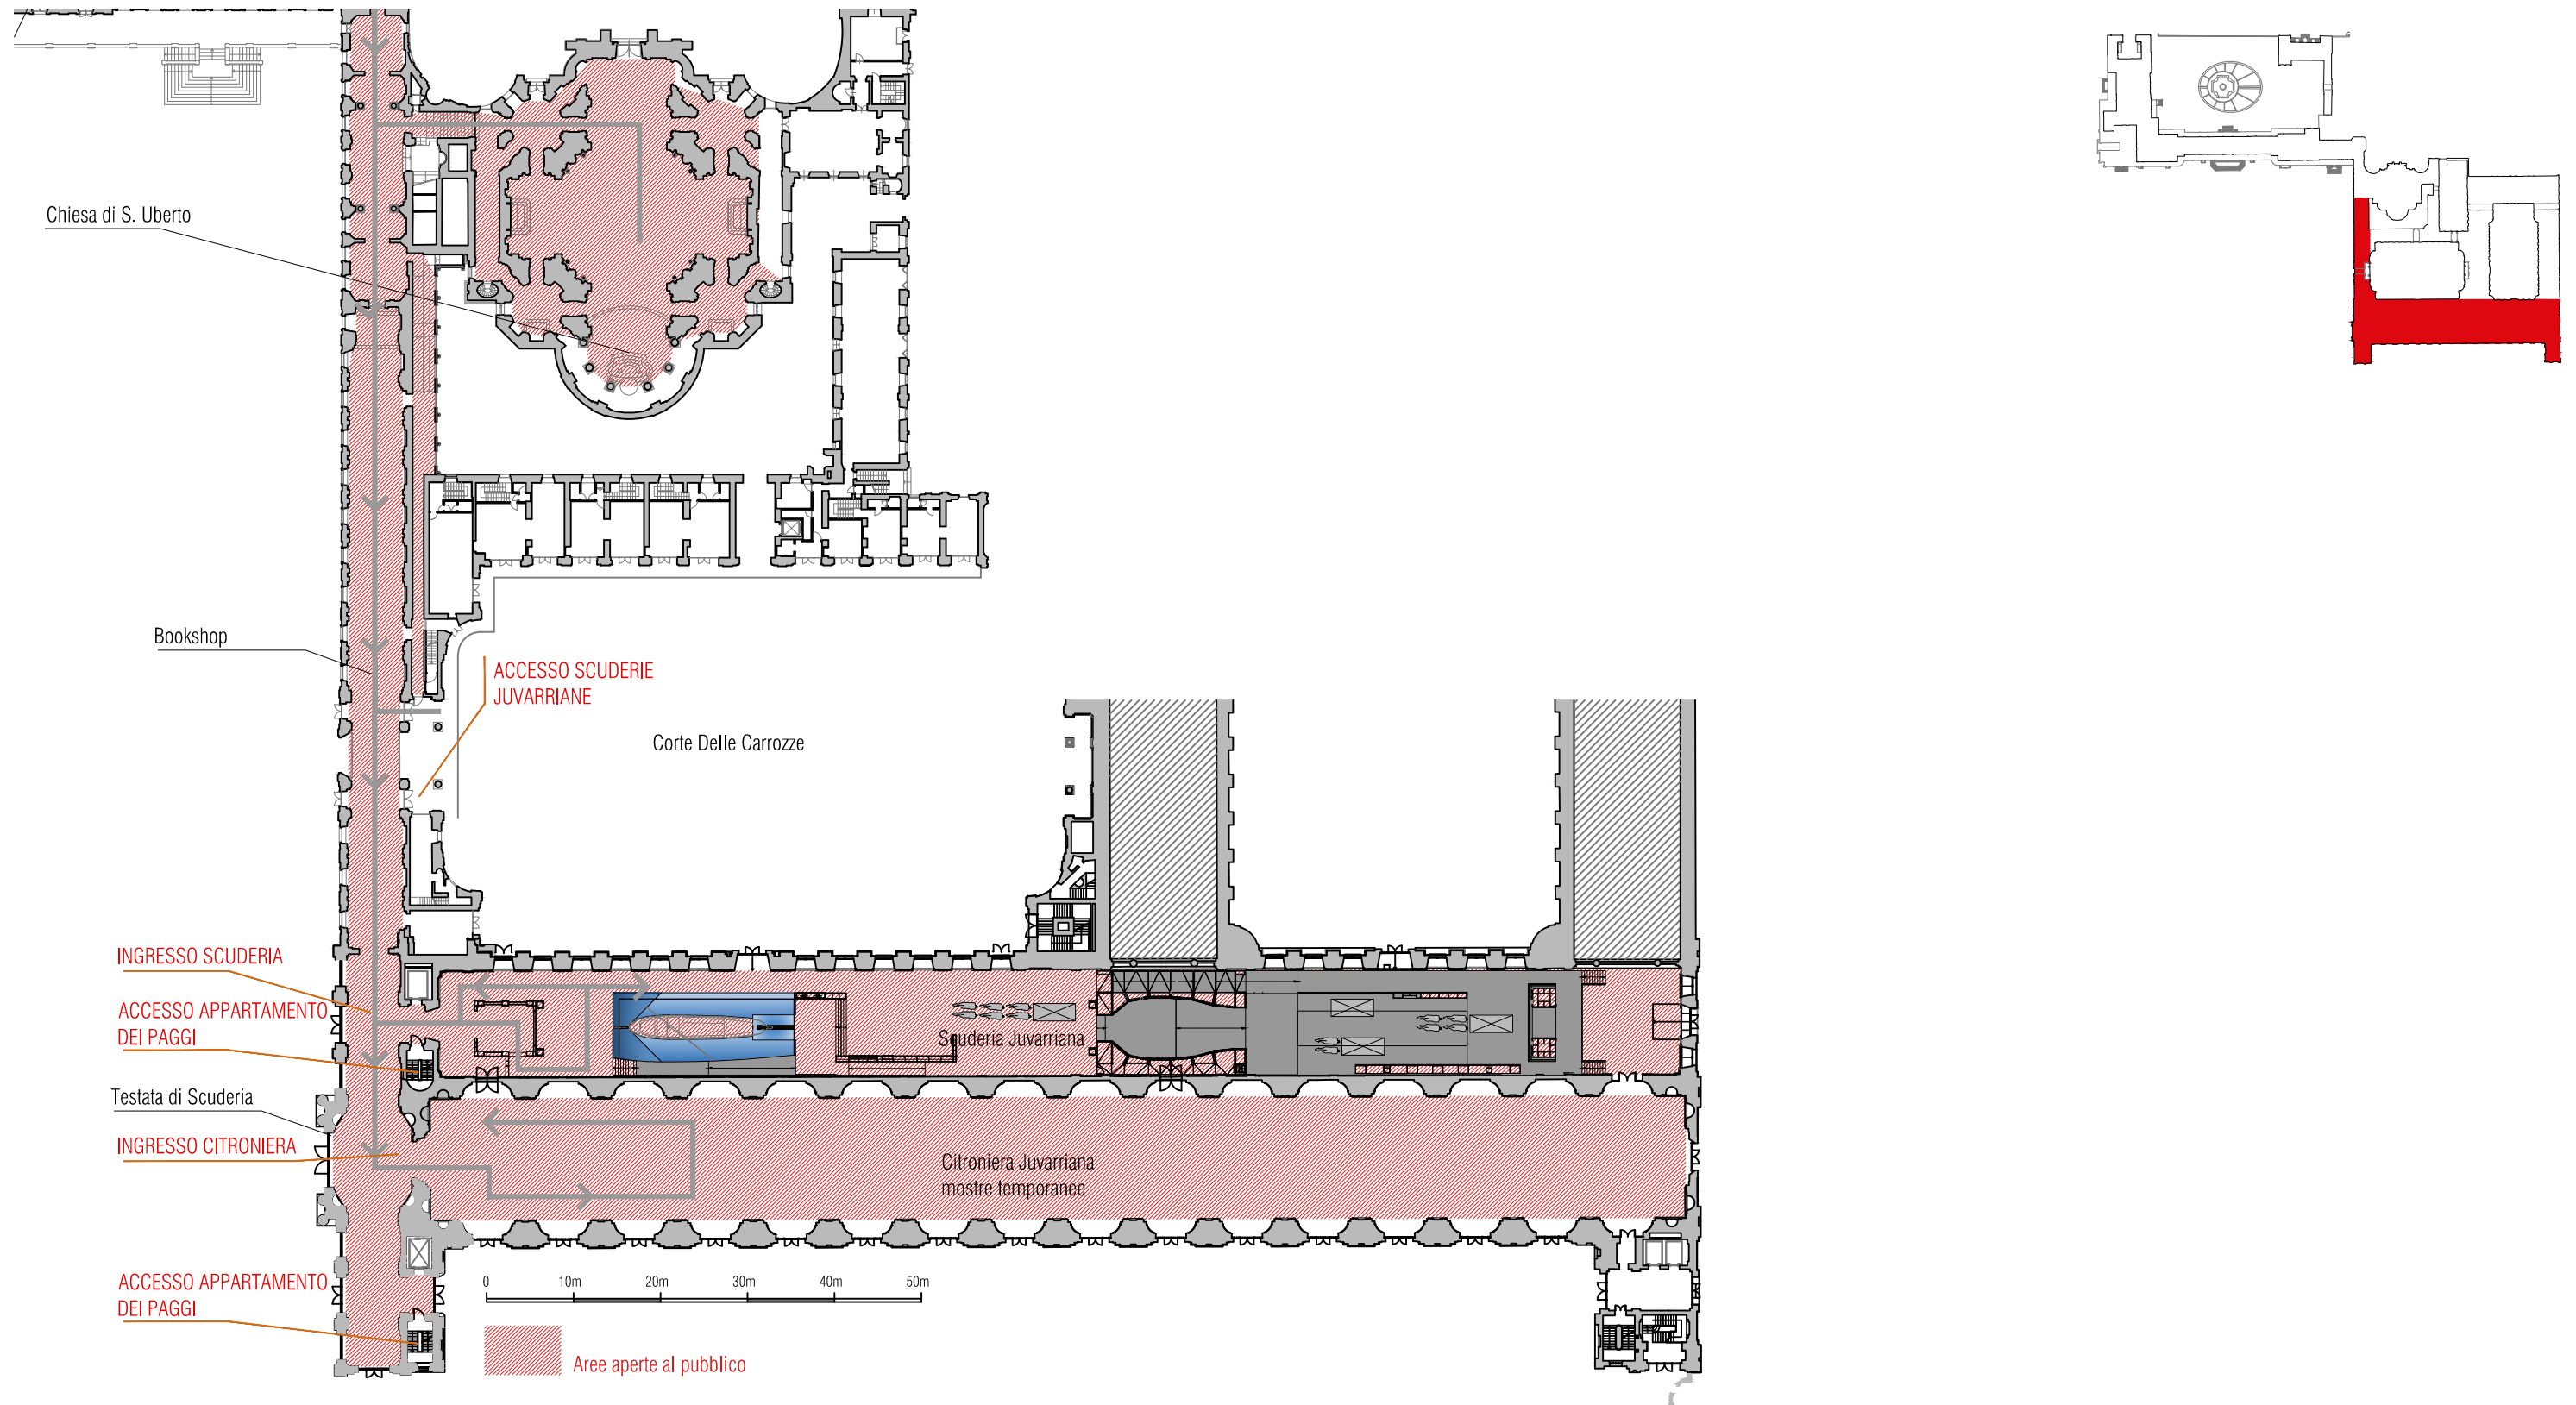 Chiesa di S. Uberto
Bookshop
ACCESSO SCUDERIE
JUVARRIANE
Corte Delle Carrozze
INGRESSO SCUDERIA
ACCESSO APPARTAMENTO
DEI PAGGI
Scuderia Juvarriana
Testata di Scuderia
INGRESSO CITRONIERA
Citroniera Juvarriana
mostre temporanee
ACCESSO APPARTAMENTO
DEI PAGGI
0 10m 20m 30m 40m 50m
Aree aperte al pubblico